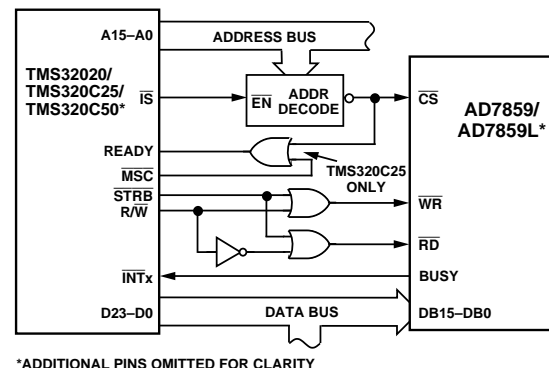 A15–A0
ADDRESS BUS
TMS32020/
TMS320C25/
TMS320C50*
IS
EN
ADDR
DECODE
CS
AD7859/
AD7859L*
READY
TMS320C25
ONLY
MSC
STRB
R/W
WR
RD
INTx
BUSY
D23–D0
DATA BUS
DB15–DB0
*ADDITIONAL PINS OMITTED FOR CLARITY